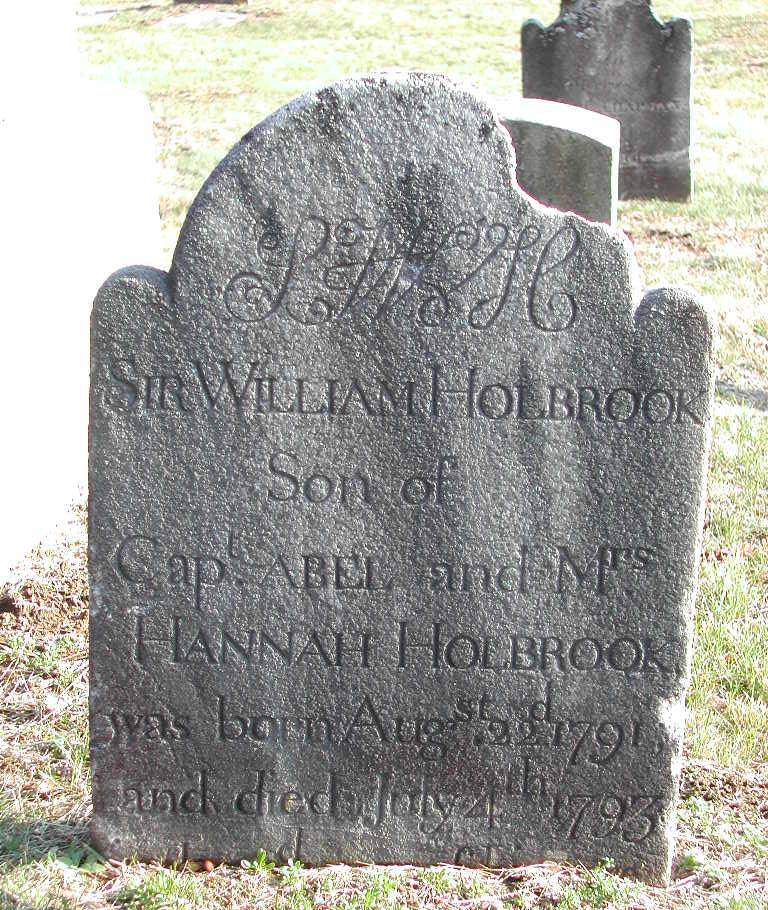 S W H
SIR WILLIAM HOLBROOK
Son of
Capt. ABEL and Mrs
HANNAH HOLBROOK
was born Augst. 22d 1791,
and died July 4th 1793